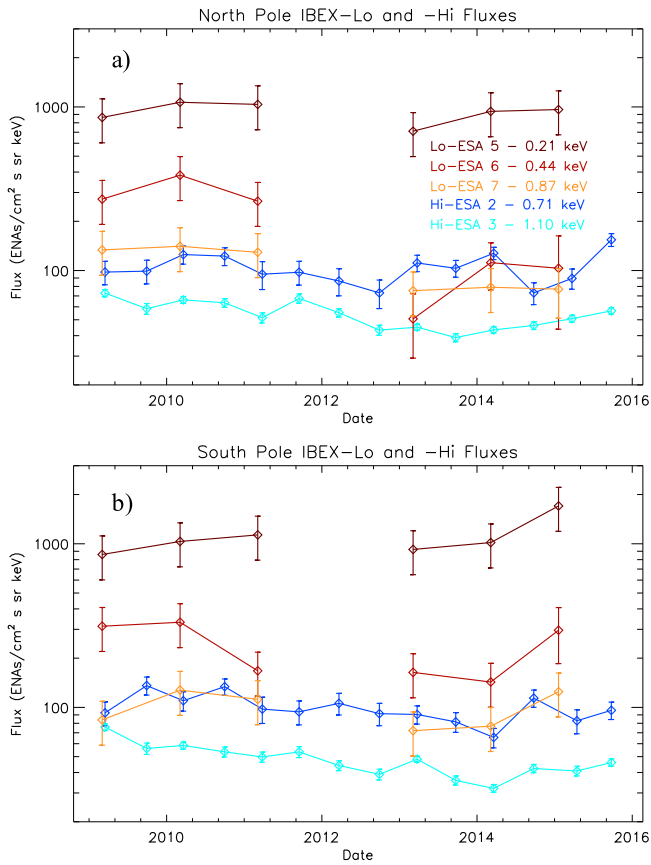 North Pole IBEX-Lo and -Hi Fluxes
a)
1000
100
Flux (ENAs/cm² s sr keV)
Lo-ESA 5 - 0.21 keV
Lo-ESA 6 - 0.44 keV
Lo-ESA 7 - 0.87 keV
Hi-ESA 2 - 0.71 keV
Hi-ESA 3 - 1.10 keV
2010 2012 2014 2016
Date
South Pole IBEX-Lo and -Hi Fluxes
b)
1000
100
Flux (ENAs/cm² s sr keV)
2010 2012 2014 2016
Date